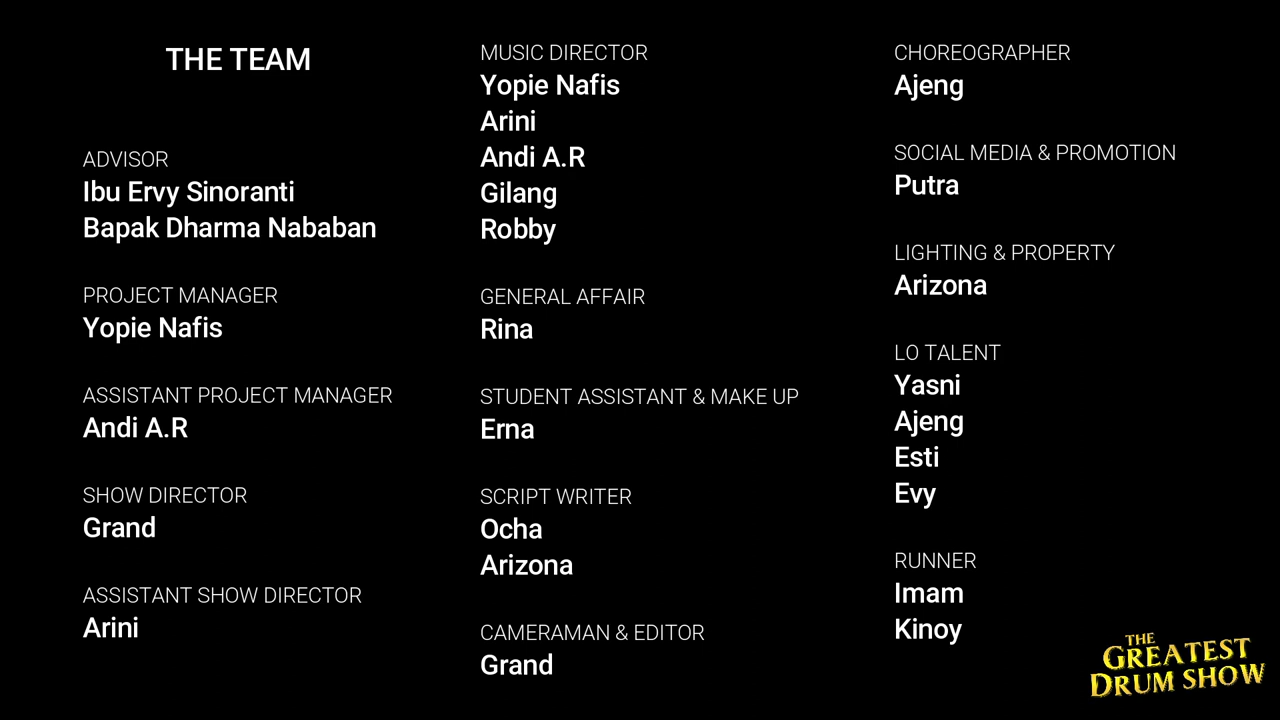 THE TEAM
ADVISOR
Ibu Ervy Sinoranti
Bapak Dharma Nababan
PROJECT MANAGER
Yopie Nafis
ASSISTANT PROJECT MANAGER
Andi A.R
SHOW DIRECTOR
Grand
ASSISTANT SHOW DIRECTOR
Arini
MUSIC DIRECTOR
Yopie Nafis
Arini
Andi A.R
Gilang
Robby
GENERAL AFFAIR
Rina
STUDENT ASSISTANT & MAKE UP
Erna
SCRIPT WRITER
Ocha
Arizona
CAMERAMAN & EDITOR
Grand
CHOREOGRAPHER
Ajeng
SOCIAL MEDIA & PROMOTION
Putra
LIGHTING & PROPERTY
Arizona
LO TALENT
Yasni
Ajeng
Esti
Evy
RUNNER
Imam
Kinoy
THE
GREATEST
DRUM SHOW